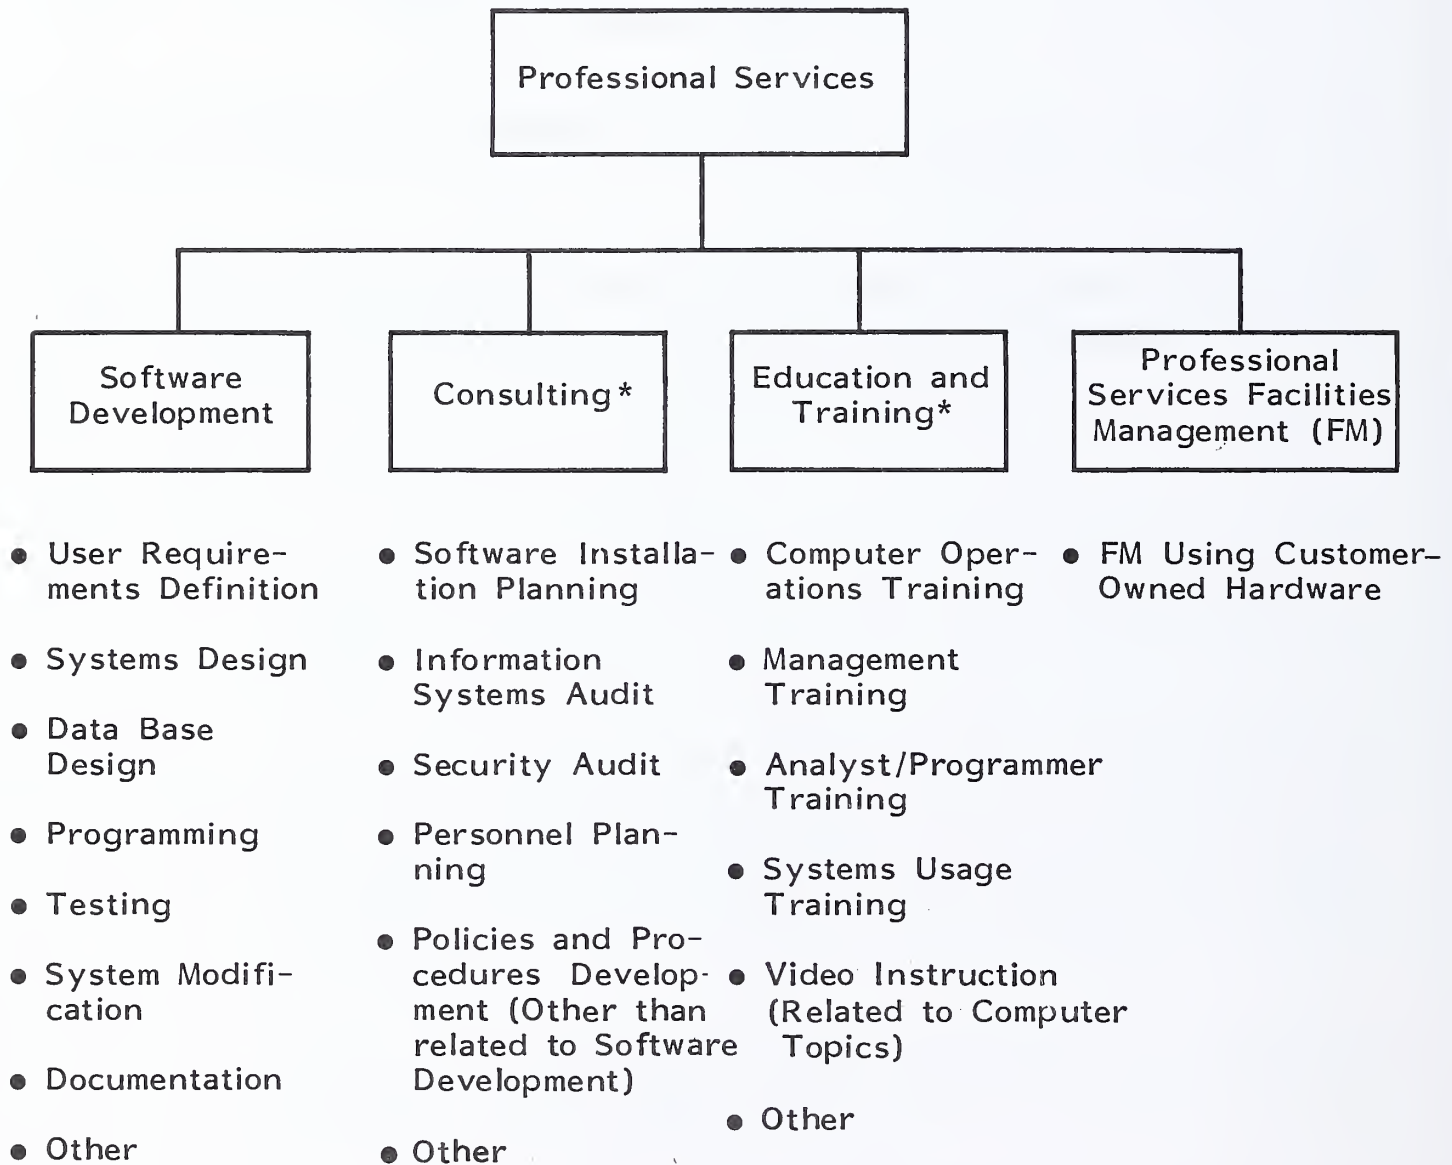 Professional Services
Software
Development
Consulting*
Education and
Training*
Professional
Services Facilities
Management (FM)
• User Require-
ments Definition
• Systems Design
• Data Base
Design
• Programming
• Testing
• System Modifi-
cation
• Documentation
• Other
• Software Installa-
tion Planning
• Information
Systems Audit
• Security Audit
• Personnel Plan-
ning
• Policies and Pro-
cedures Develop-
ment (Other than
related to Software
Development)
• Other
• Computer Oper-
ations Training
• Management
Training
• Analyst/Programmer
Training
• Systems Usage
Training
• Video Instruction
(Related to Computer
Topics)
• Other
• FM Using Customer-
Owned Hardware